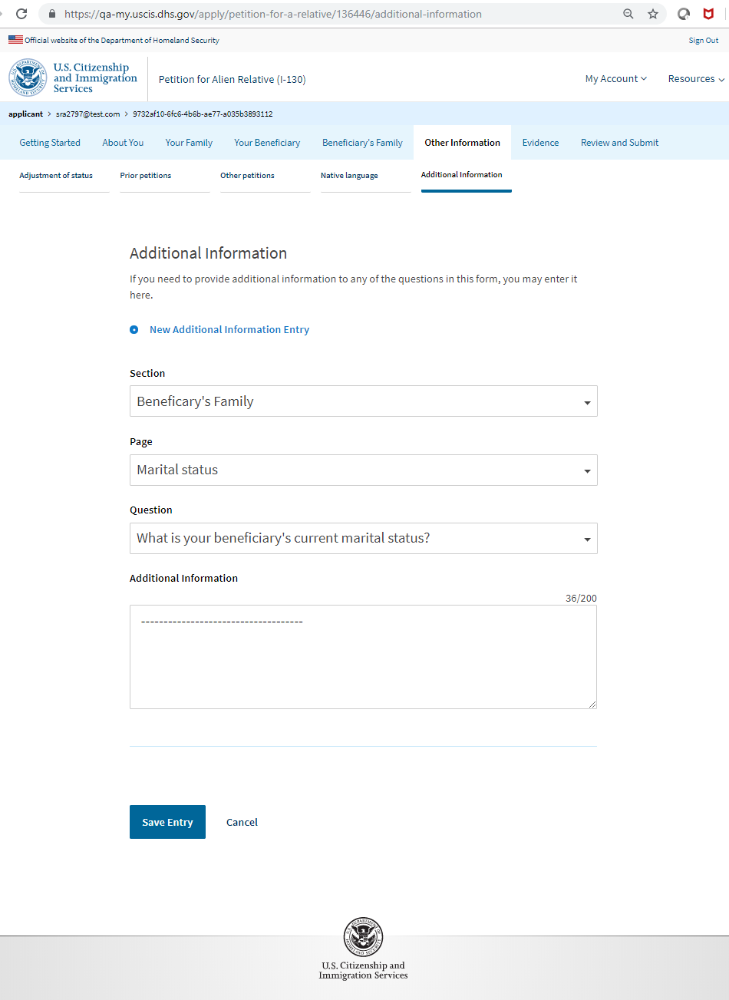 https://qa-my.uscis.dhs.gov/apply/petition-for-a-relative/136446/additional-information
Official website of the Department of Homeland Security
Sign Out
U.S. Citizenship
and Immigration
Services
Petition for Alien Relative (I-130)
My Account
Resources
applicant > sra2797@test.com > 9732af10-6fc6-4b6b-ae77-a035b3893112
Getting Started About You Your Family Your Beneficiary Beneficiary's Family Other Information Evidence Review and Submit
Adjustment of status Prior petitions Other petitions Native language Additional Information
Additional Information
If you need to provide additional information to any of the questions in this form, you may enter it
here.
New Additional Information Entry
Section
Beneficary's Family
Page
Marital status
Question
What is your beneficiary's current marital status?
Additional Information
36/200
------------------------------------
Save Entry Cancel
U.S. Citizenship and
Immigration Services